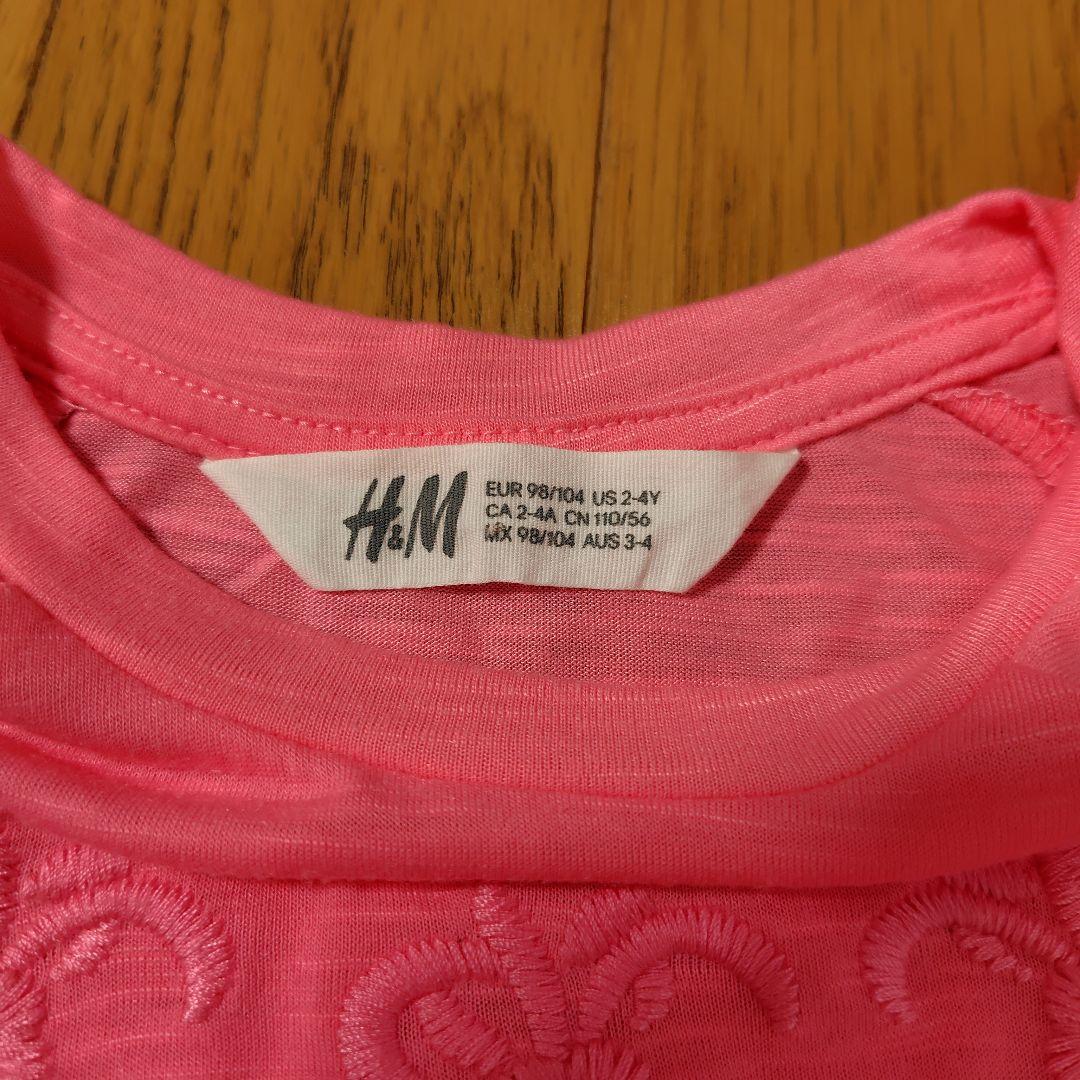 H&M
EUR 98/104 US 2-4Y
CA 2-4A CN 110/56
MX 98/104 AUS 3-4